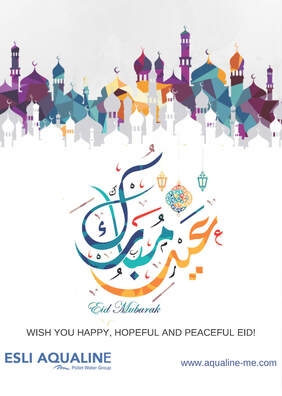 عيد مبارك
Eid Mubarak
WISH YOU HAPPY, HOPEFUL AND PEACEFUL EID!
ESLI AQUALINE
Pollet Water Group
www.aqualine-me.com